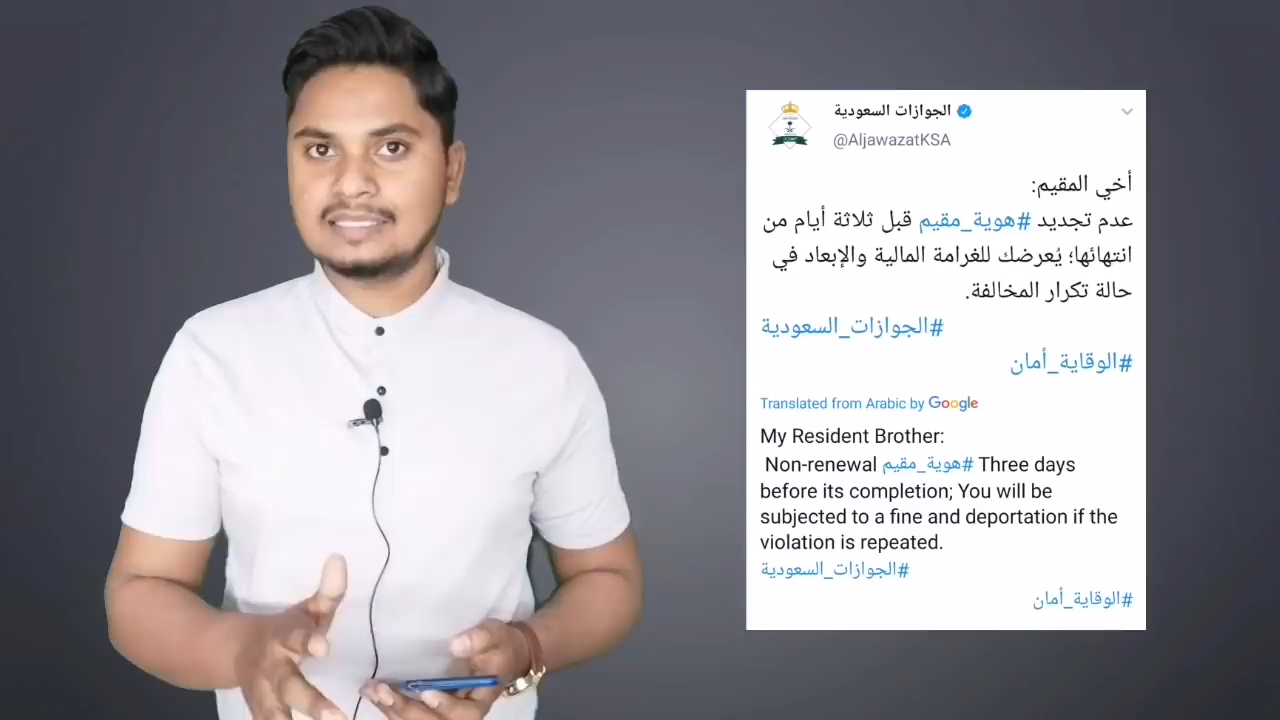 الجوازات السعودية
@AljawazatKSA
أخي المقيم:
عدم تجديد #هوية_مقيم قبل ثلاثة أيام من
انتهائها؛ يُعرضك للغرامة المالية والإبعاد في
حالة تكرار المخالفة.
#الجوازات_السعودية
#الوقاية_أمان
Translated from Arabic by Google
My Resident Brother:
Non-renewal #هوية_مقيم Three days
before its completion; You will be
subjected to a fine and deportation if the
violation is repeated.
#الجوازات_السعودية
#الوقاية_أمان